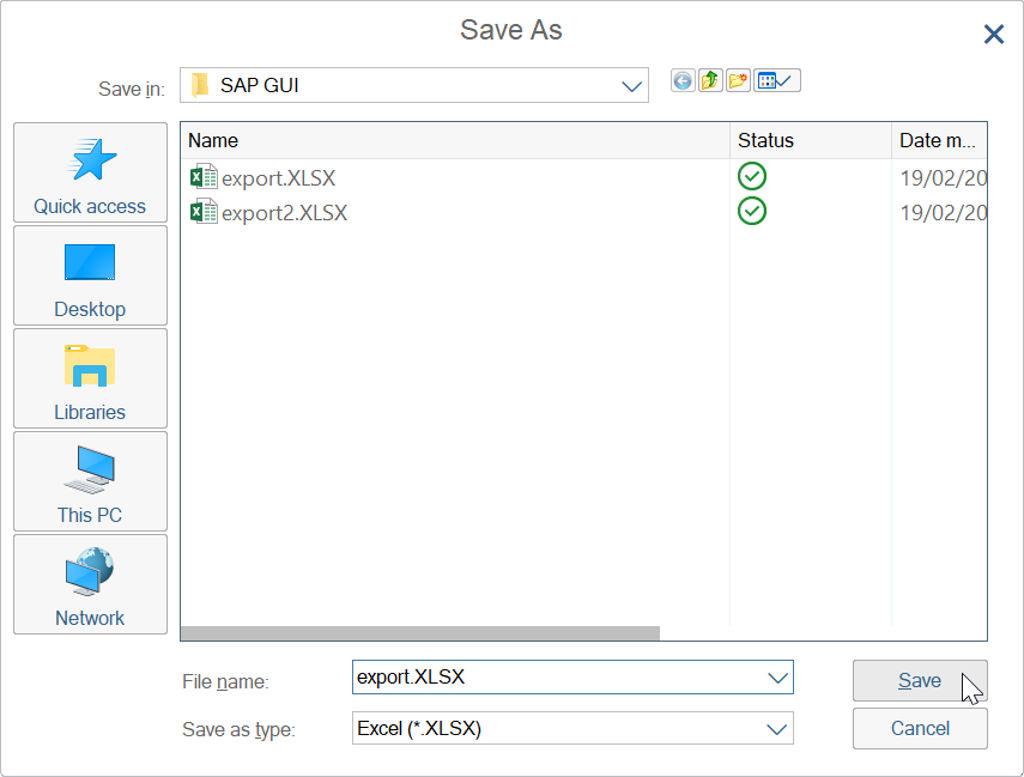 Save As
Save in:
SAP GUI
Name Status Date m...
export.XLSX 19/02/20
export2.XLSX 19/02/20
Quick access
Desktop
Libraries
This PC
Network
File name: export.XLSX Save
Save as type: Excel (*.XLSX) Cancel